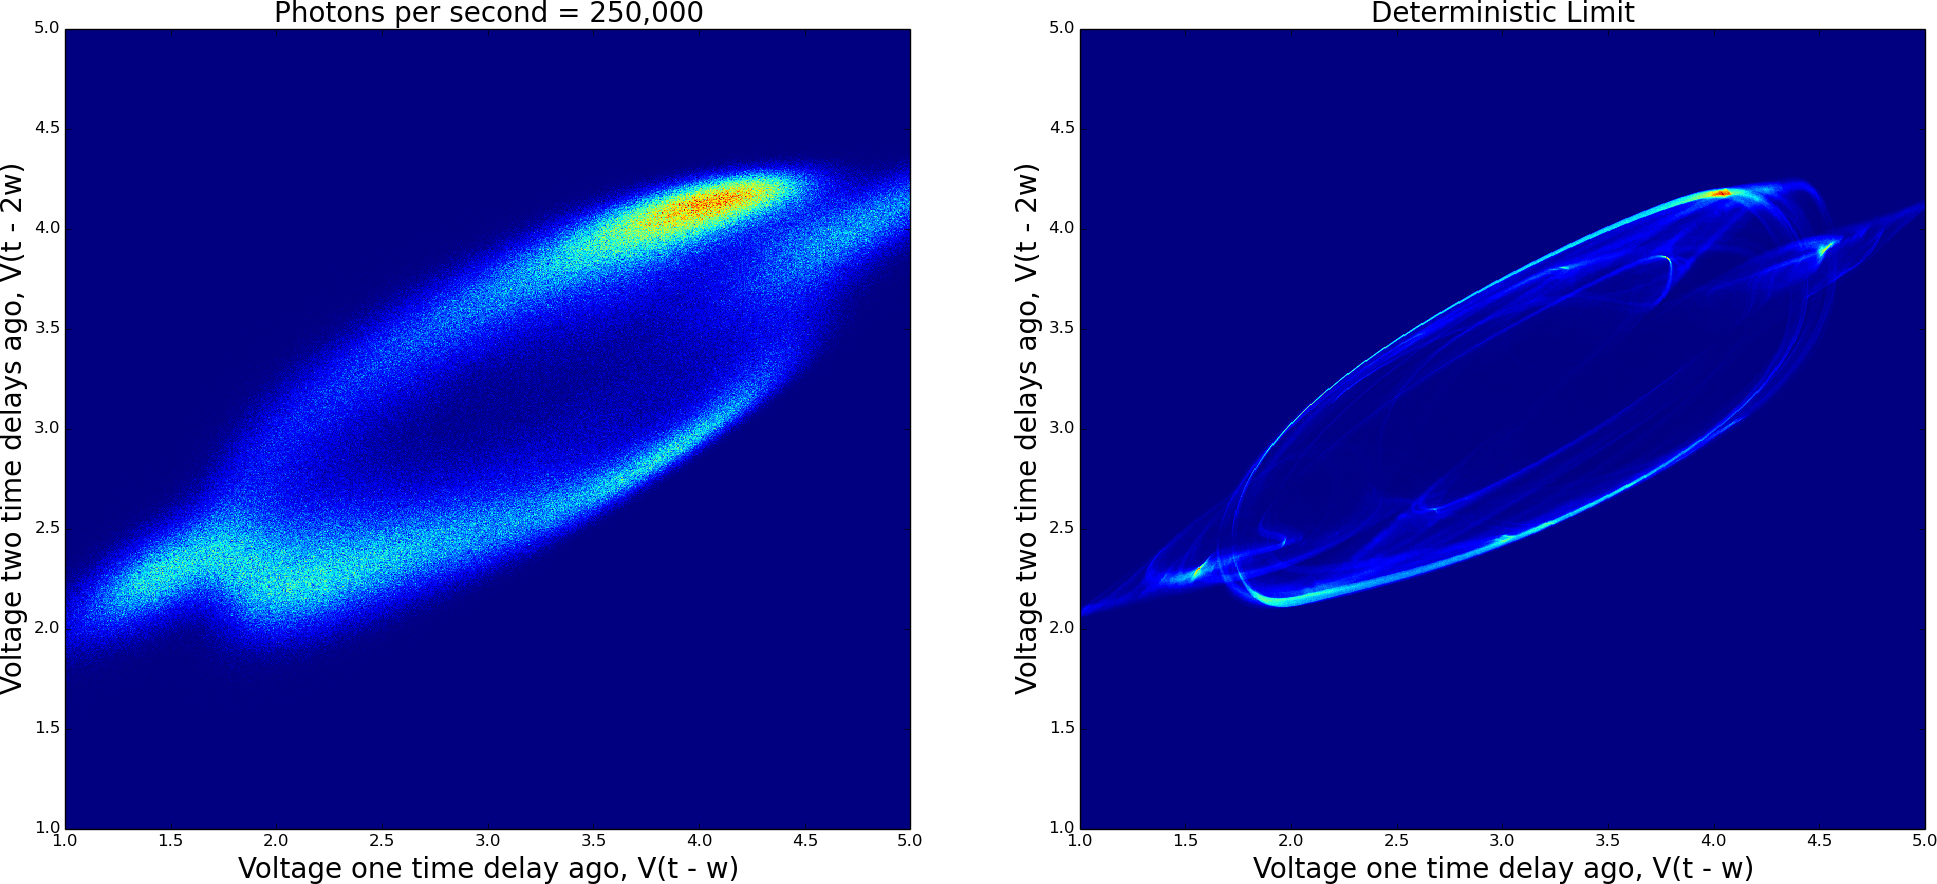 Photons per second = 250,000
Voltage two time delays ago, V(t - 2w)
5.0
4.5
4.0
3.5
3.0
2.5
2.0
1.5
1.0
1.0 1.5 2.0 2.5 3.0 3.5 4.0 4.5 5.0
Voltage one time delay ago, V(t - w)
Deterministic Limit
Voltage two time delays ago, V(t - 2w)
5.0
4.5
4.0
3.5
3.0
2.5
2.0
1.5
1.0
1.0 1.5 2.0 2.5 3.0 3.5 4.0 4.5 5.0
Voltage one time delay ago, V(t - w)